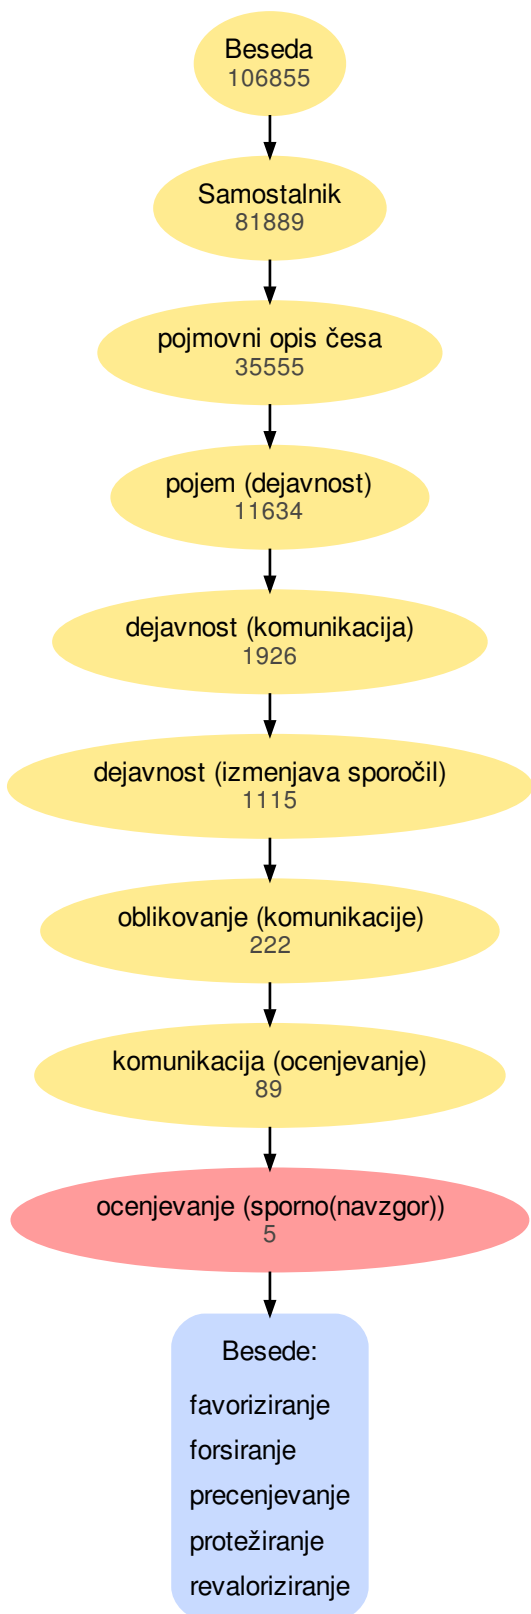 Beseda
106855
Samostalnik
81889
pojmovni opis česa
35555
pojem (dejavnost)
11634
dejavnost (komunikacija)
1926
dejavnost (izmenjava sporočil)
1115
oblikovanje (komunikacije)
222
komunikacija (ocenjevanje)
89
ocenjevanje (sporno(navzgor))
5
Besede:
favoriziranje
forsiranje
precenjevanje
protežiranje
revaloriziranje